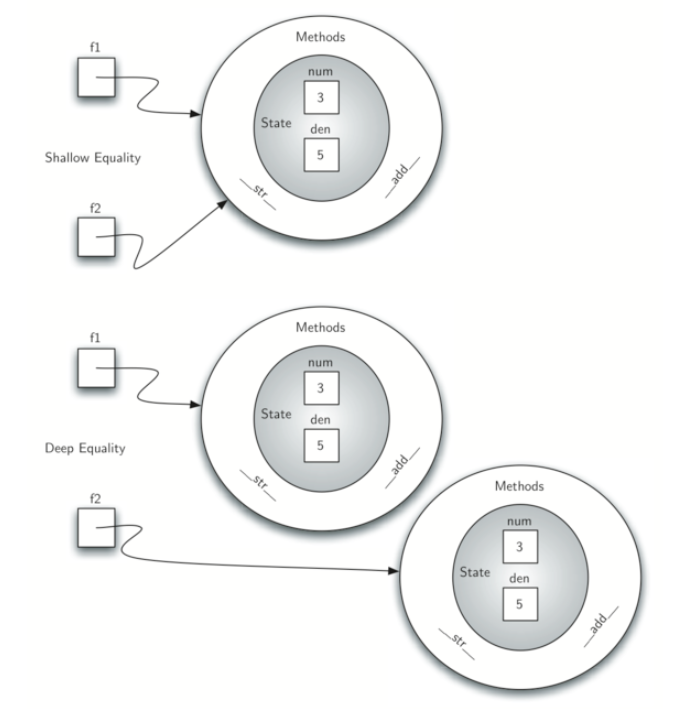 f1
Methods
num
3
State
den
5
Shallow Equality
__str__
__add__
f2
Methods
f1
num
3
State
den
5
Deep Equality
__str__
__add__
f2
Methods
num
3
State
den
5
__str__
__add__